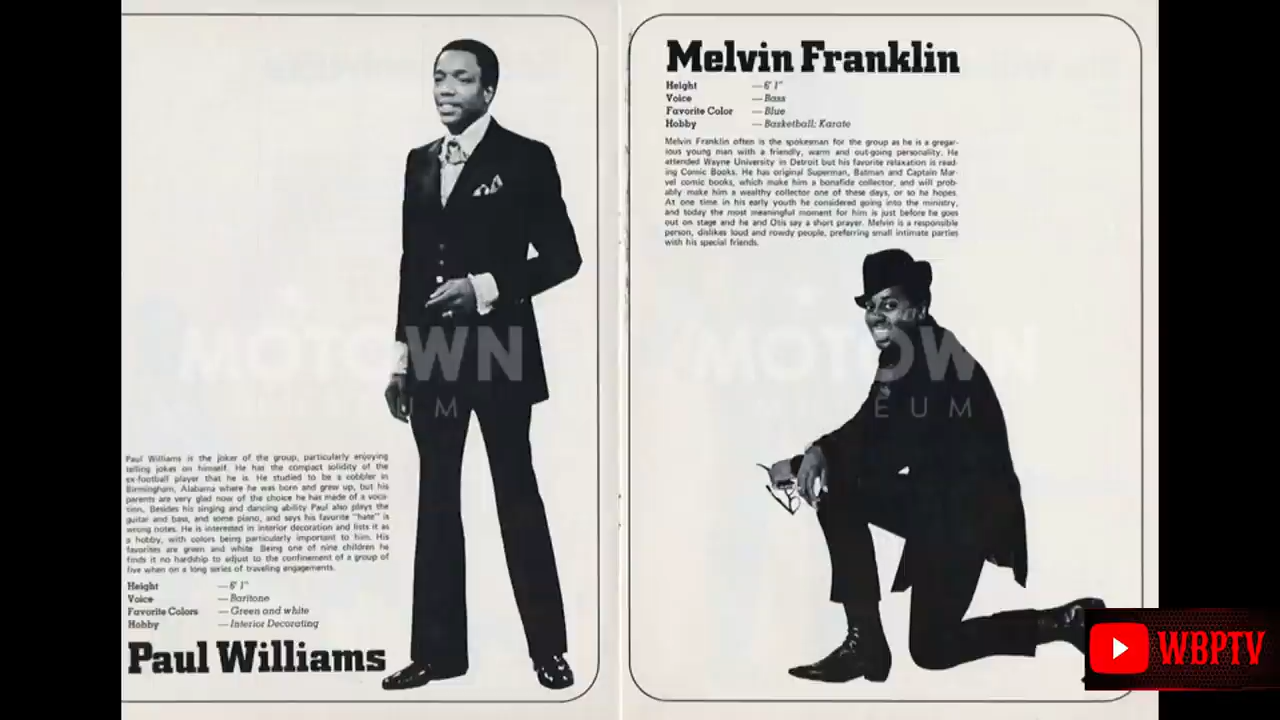 Paul Williams is the joker of the group, particularly enjoying
telling jokes on himself. He has the compact solidity of the
ex-football player that he is. He studied to be a cobbler in
Birmingham, Alabama where he was born and grew up, but his
parents are very glad now of the choice he has made of a voca-
tion. Besides his singing and dancing ability Paul also plays the
guitar and bass, and some piano, and says his favorite "hate" is
wrong notes. He is interested in interior decoration and lists it as
a hobby, with colors being particularly important to him. His
favorites are green and white Being one of nine children he
finds it no hardship to adjust to the confinement of a group of
five when on a long series of traveling engagements.
Height — 6' 1"
Voice — Baritone
Favorite Colors — Green and white
Hobby — Interior Decorating
Paul Williams
Melvin Franklin
Height — 6' 1"
Voice — Bass
Favorite Color — Blue
Hobby — Basketball; Karate
Melvin Franklin often is the spokesman for the group as he is a gregar-
ious young man with a friendly, warm and out-going personality. He
attended Wayne University in Detroit but his favorite relaxation is read-
ing Comic Books. He has original Superman, Batman and Captain Mar-
vel comic books, which make him a bonafide collector, and will prob-
ably make him a wealthy collector one of these days, or so he hopes.
At one time in his early youth he considered going into the ministry,
and today the most meaningful moment for him is just before he goes
out on stage and he and Otis say a short prayer. Melvin is a responsible
person, dislikes loud and rowdy people, preferring small intimate parties
with his special friends.
MOTOWN
UM
MOTOWN
EUM
WBPTV